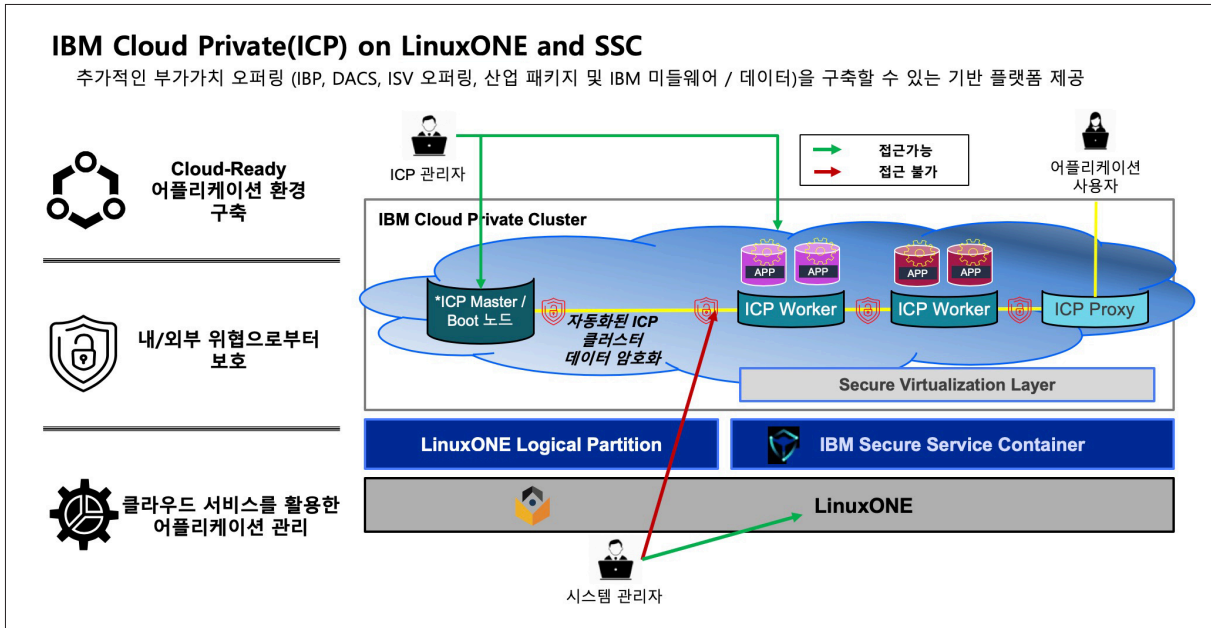 IBM Cloud Private(ICP) on LinuxONE and SSC
추가적인 부가가치 오퍼링 (IBP, DACS, ISV 오퍼링, 산업 패키지 및 IBM 미들웨어 / 데이터)을 구축할 수 있는 기반 플랫폼 제공
Cloud-Ready
어플리케이션 환경
구축
내/외부 위협으로부터
보호
클라우드 서비스를 활용한
어플리케이션 관리
ICP 관리자
접근가능
접근 불가
어플리케이션
사용자
IBM Cloud Private Cluster
APP
APP
APP
APP
*ICP Master /
Boot 노드
자동화된 ICP
클러스터
데이터 암호화
ICP Worker
ICP Worker
ICP Proxy
Secure Virtualization Layer
LinuxONE Logical Partition
IBM Secure Service Container
LinuxONE
시스템 관리자